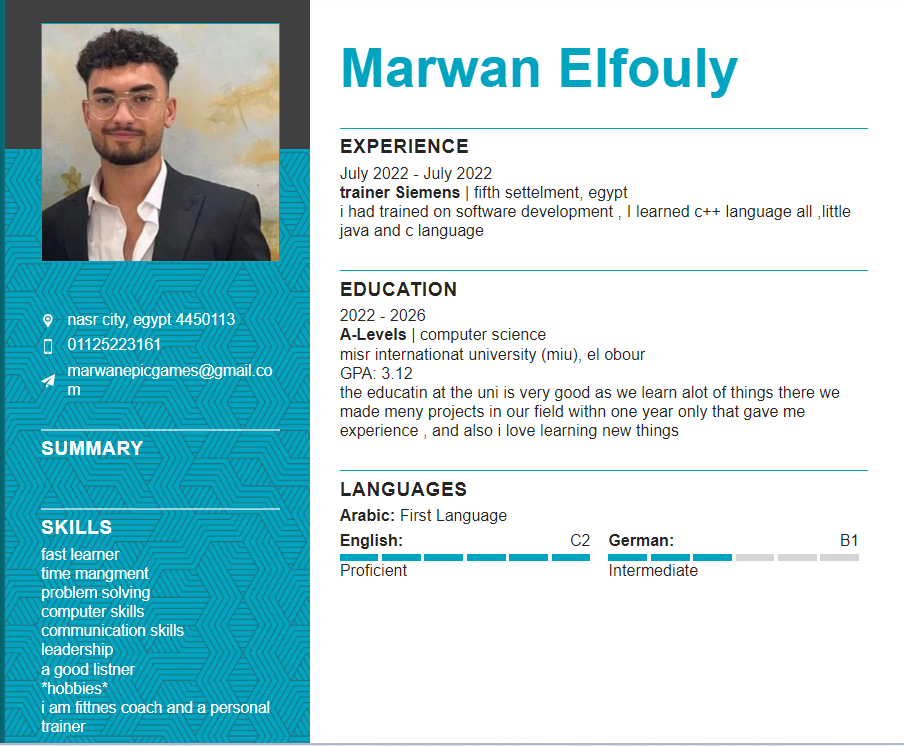 Marwan Elfouly
nasr city, egypt 4450113
01125223161
marwanepicgames@gmail.co
m
SUMMARY
SKILLS
fast learner
time mangment
problem solving
computer skills
communication skills
leadership
a good listner
*hobbies*
i am fittnes coach and a personal
trainer
EXPERIENCE
July 2022 - July 2022
trainer Siemens | fifth settelment, egypt
i had trained on software development , I learned c++ language all ,little
java and c language
EDUCATION
2022 - 2026
A-Levels | computer science
misr internatioat university (miu), el obour
GPA: 3.12
the educatin at the uni is very good as we learn alot of things there we
made meny projects in our field withn one year only that gave me
experience , and also i love learning new things
LANGUAGES
Arabic: First Language
English: C2
Proficient
German: B1
Intermediate